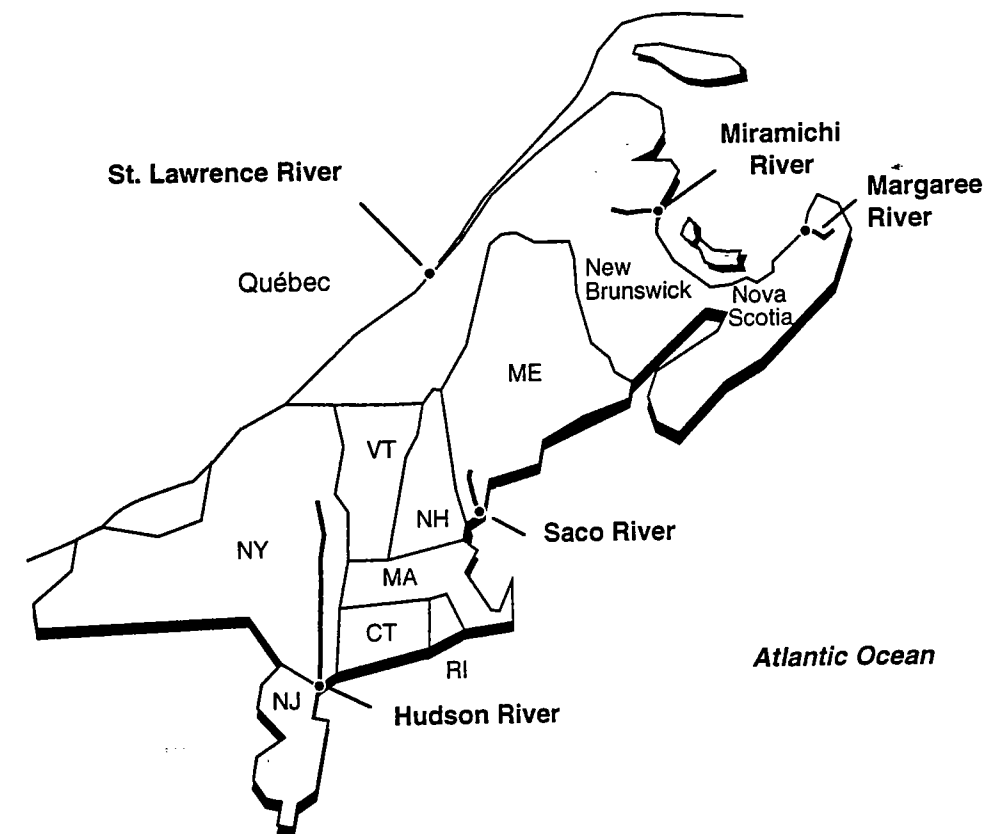 Miramichi
River
St. Lawrence River
Margaree
River
Québec
New
Brunswick
Nova
Scotia
ME
VT
NH
Saco River
NY
MA
CT
RI
Atlantic Ocean
NJ
Hudson River